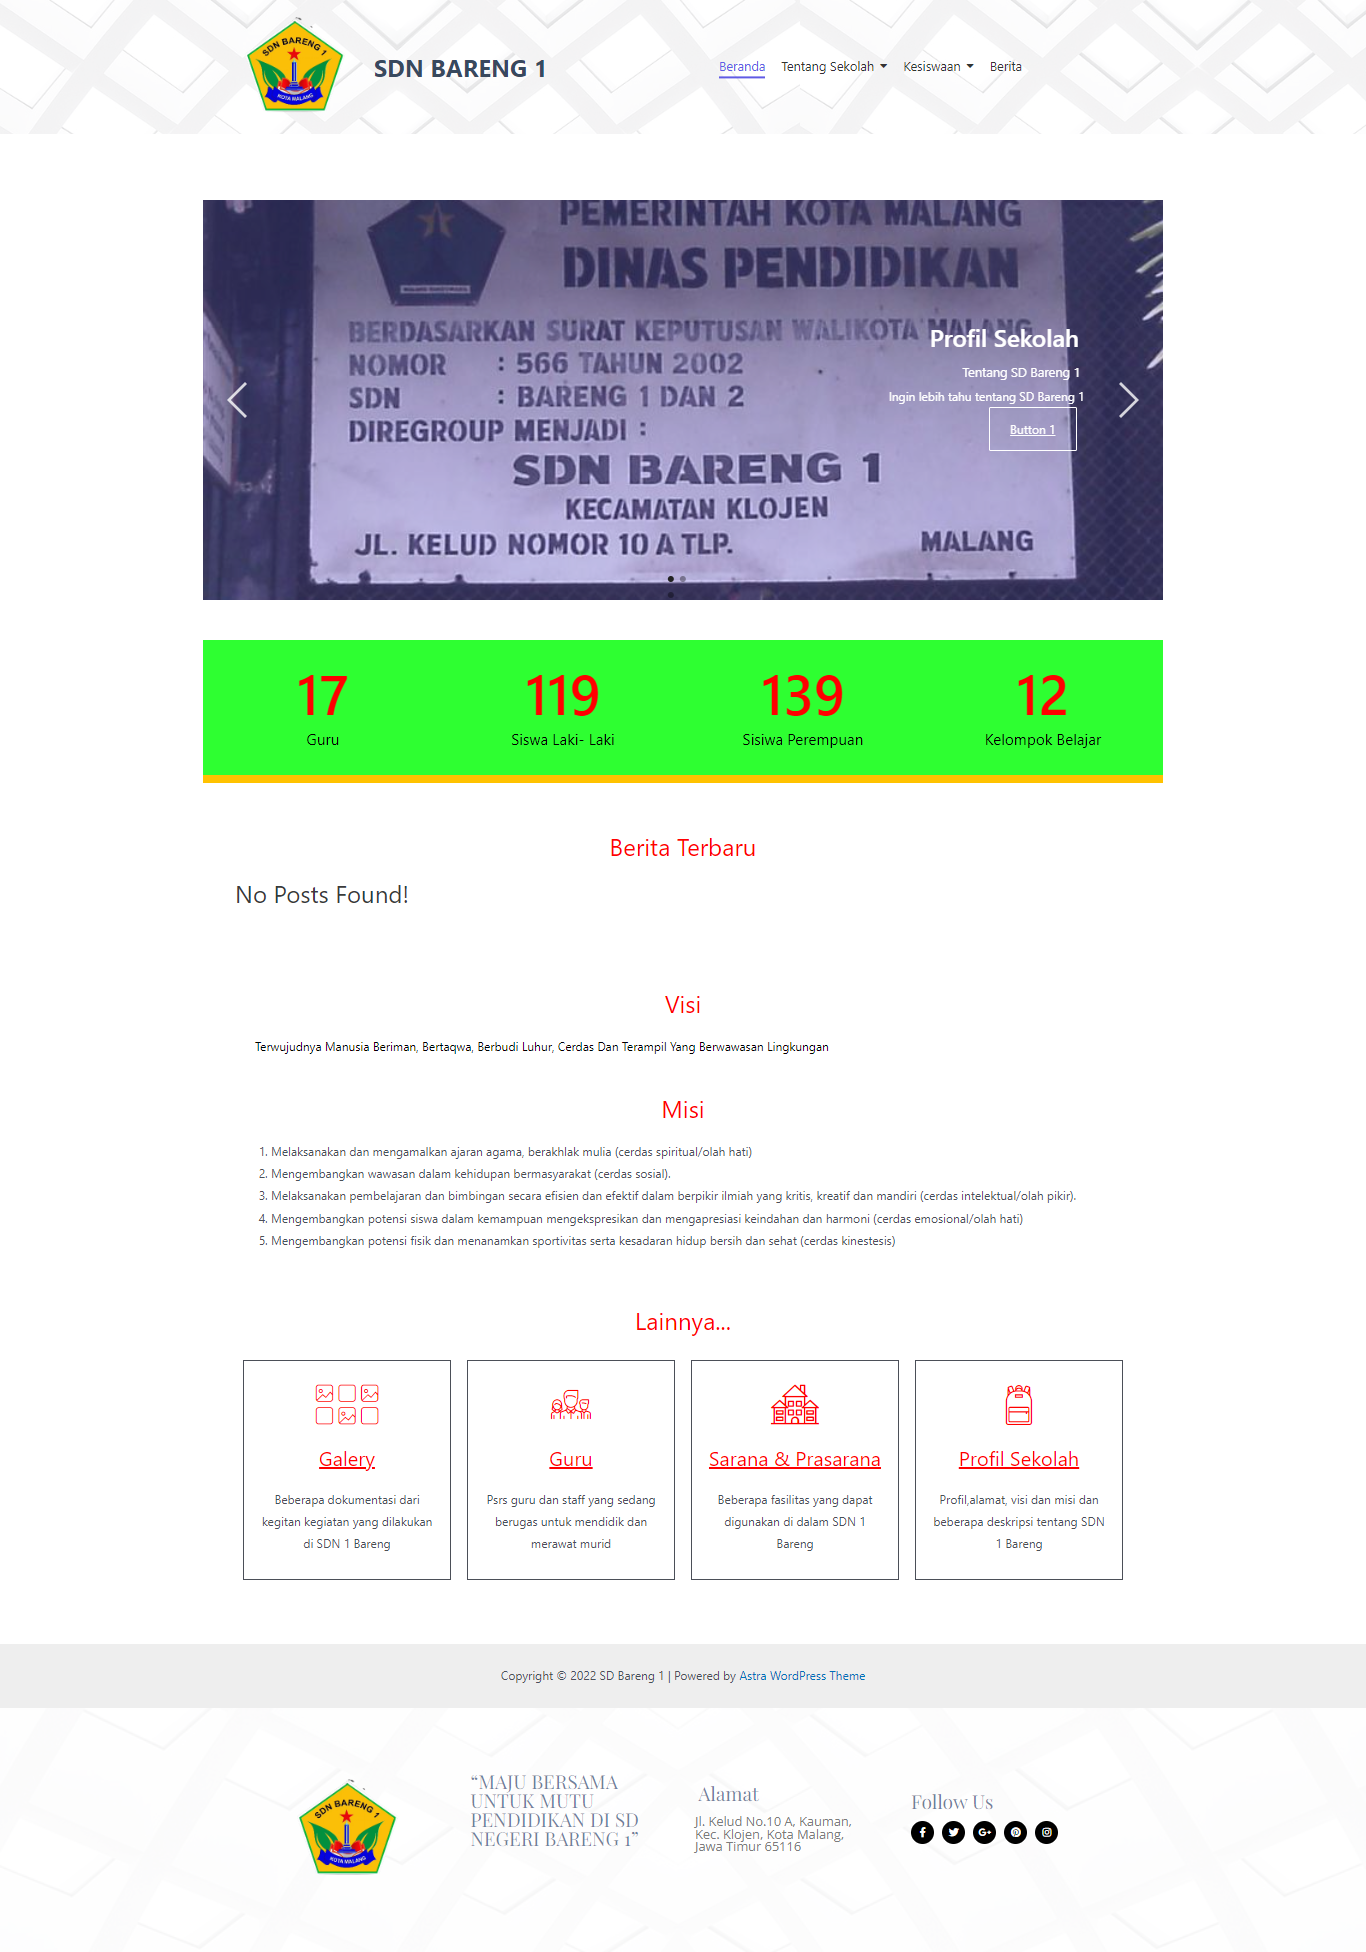 SDN BARENG 1
KOTA MALANG
SDN BARENG 1
Beranda
Tentang Sekolah
Kesiswaan
Berita
PEMERINTAH KOTA MALANG
DINAS PENDIDIKAN
BERDASARKAN SURAT KEPUTUSAN WALIKOTA MALANG
NOMOR : 566 TAHUN 2002
SDN : BARENG 1 DAN 2
DIREGROUP MENJADI :
SDN BARENG 1
KECAMATAN KLOJEN
JL. KELUD NOMOR 10 A TLP. MALANG
Profil Sekolah
Tentang SD Bareng 1
Ingin lebih tahu tentang SD Bareng 1
Button 1
17
Guru
119
Siswa Laki- Laki
139
Sisiwa Perempuan
12
Kelompok Belajar
Berita Terbaru
No Posts Found!
Visi
Terwujudnya Manusia Beriman, Bertaqwa, Berbudi Luhur, Cerdas Dan Terampil Yang Berwawasan Lingkungan
Misi
1. Melaksanakan dan mengamalkan ajaran agama, berakhlak mulia (cerdas spiritual/olah hati)
2. Mengembangkan wawasan dalam kehidupan bermasyarakat (cerdas sosial).
3. Melaksanakan pembelajaran dan bimbingan secara efisien dan efektif dalam berpikir ilmiah yang kritis, kreatif dan mandiri (cerdas intelektual/olah pikir).
4. Mengembangkan potensi siswa dalam kemampuan mengekspresikan dan mengapresiasi keindahan dan harmoni (cerdas emosional/olah hati)
5. Mengembangkan potensi fisik dan menanamkan sportivitas serta kesadaran hidup bersih dan sehat (cerdas kinestesis)
Lainnya...
Galery
Beberapa dokumentasi dari
kegitan kegiatan yang dilakukan
di SDN 1 Bareng
Guru
Psrs guru dan staff yang sedang
berugas untuk mendidik dan
merawat murid
Sarana & Prasarana
Beberapa fasilitas yang dapat
digunakan di dalam SDN 1
Bareng
Profil Sekolah
Profil,alamat, visi dan misi dan
beberapa deskripsi tentang SDN
1 Bareng
Copyright © 2022 SD Bareng 1 | Powered by Astra WordPress Theme
SDN BARENG 1
KOTA MALANG
“MAJU BERSAMA
UNTUK MUTU
PENDIDIKAN DI SD
NEGERI BARENG 1”
Alamat
Jl. Kelud No.10 A, Kauman,
Kec. Klojen, Kota Malang,
Jawa Timur 65116
Follow Us